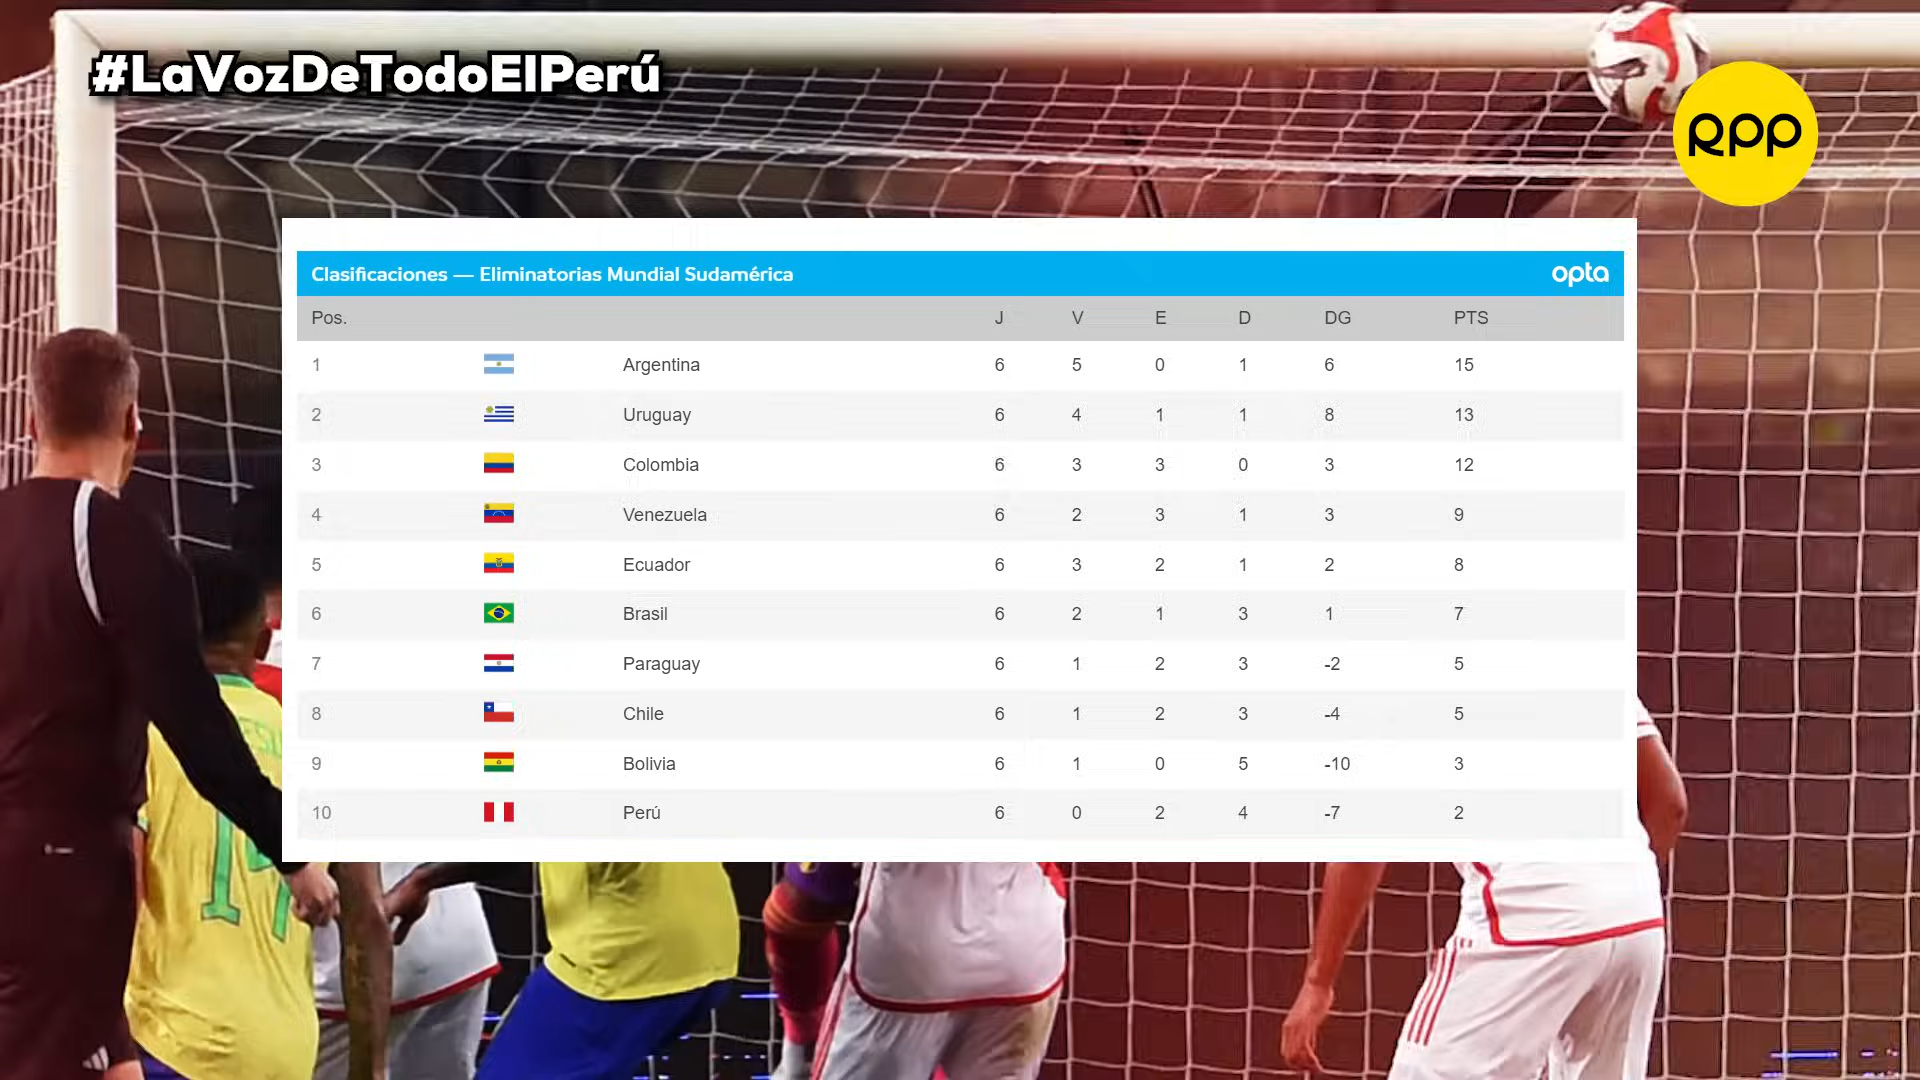 #LaVozDeTodoElPerú
RPP
Clasificaciones — Eliminatorias Mundial Sudamérica opta
Pos. J V E D DG PTS
1 Argentina 6 5 0 1 6 15
2 Uruguay 6 4 1 1 8 13
3 Colombia 6 3 3 0 3 12
4 Venezuela 6 2 3 1 3 9
5 Ecuador 6 3 2 1 2 8
6 Brasil 6 2 1 3 1 7
7 Paraguay 6 1 2 3 -2 5
8 Chile 6 1 2 3 -4 5
9 Bolivia 6 1 0 5 -10 3
10 Perú 6 0 2 4 -7 2
14